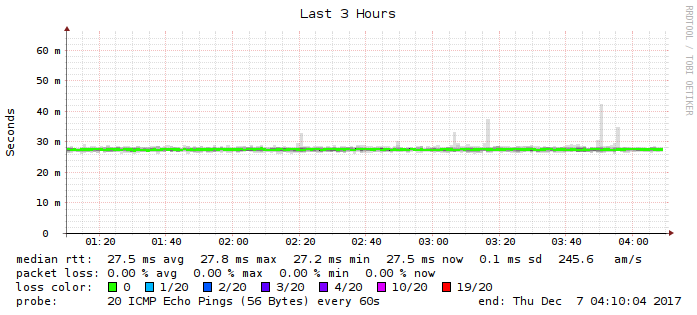 Last 3 Hours
RRDTOOL / TOBI OETIKER
Seconds
60 m
50 m
40 m
30 m
20 m
10 m
0
01:20 01:40 02:00 02:20 02:40 03:00 03:20 03:40 04:00
median rtt: 27.5 ms avg 27.8 ms max 27.2 ms min 27.5 ms now 0.1 ms sd 245.6 am/s
packet loss: 0.00 % avg 0.00 % max 0.00 % min 0.00 % now
loss color: 0 1/20 2/20 3/20 4/20 10/20 19/20
probe: 20 ICMP Echo Pings (56 Bytes) every 60s end: Thu Dec 7 04:10:04 2017